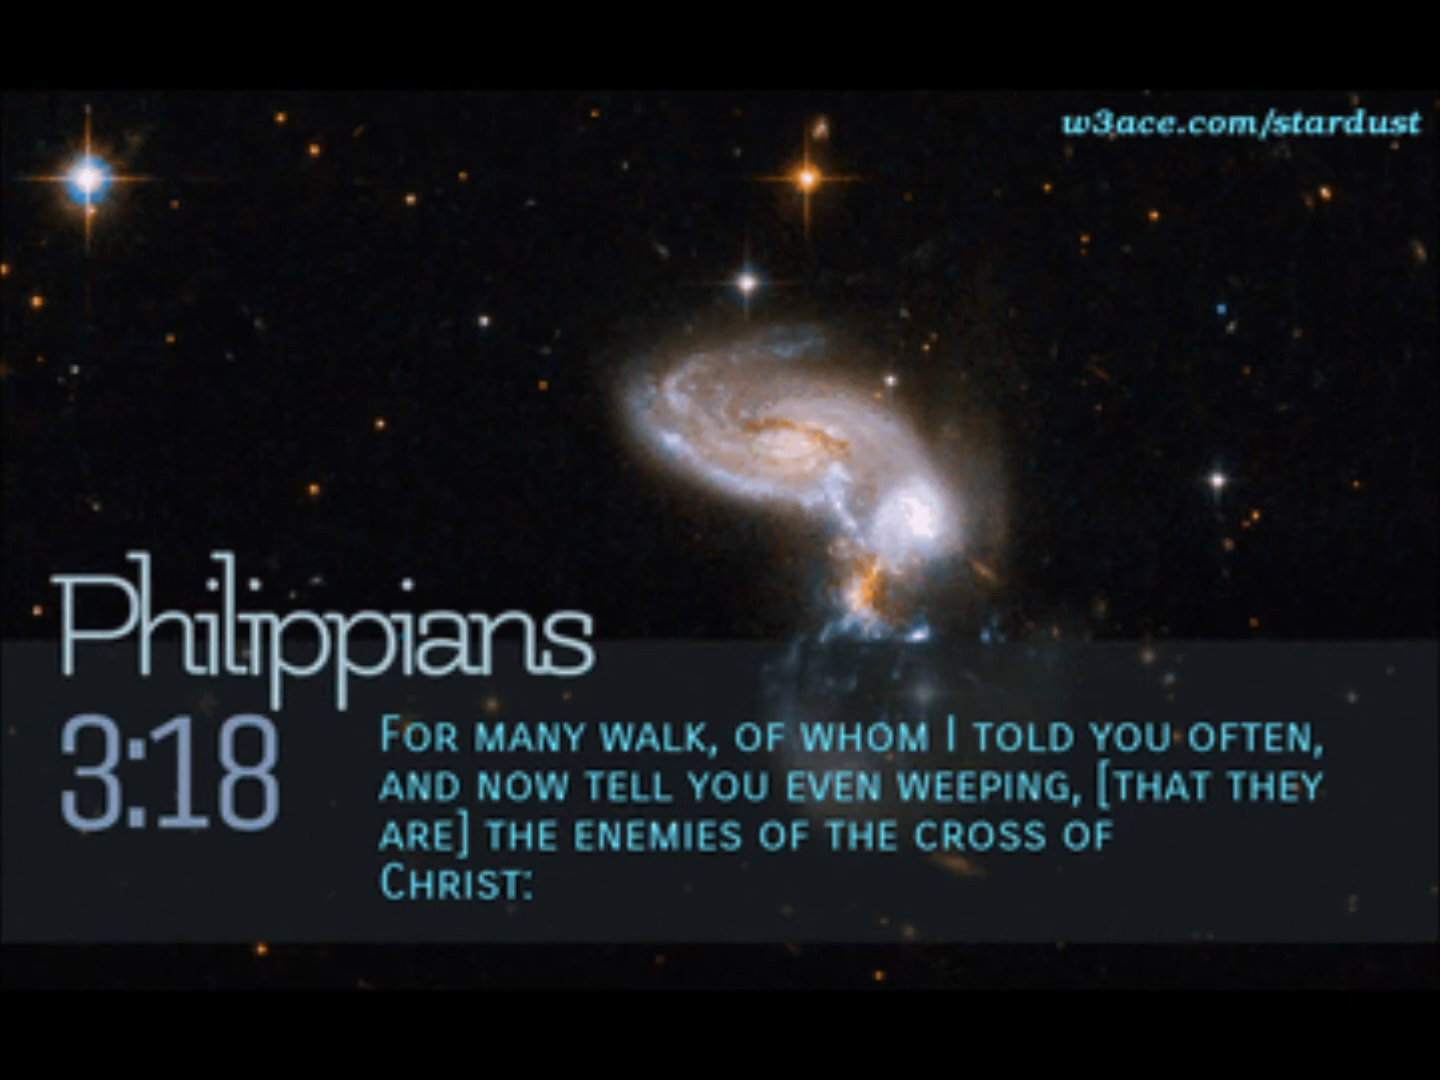 w3ace.com/stardust
Philippians
3:18
For many walk, of whom I told you often,
and now tell you even weeping, [that they
are] the enemies of the cross of
Christ: